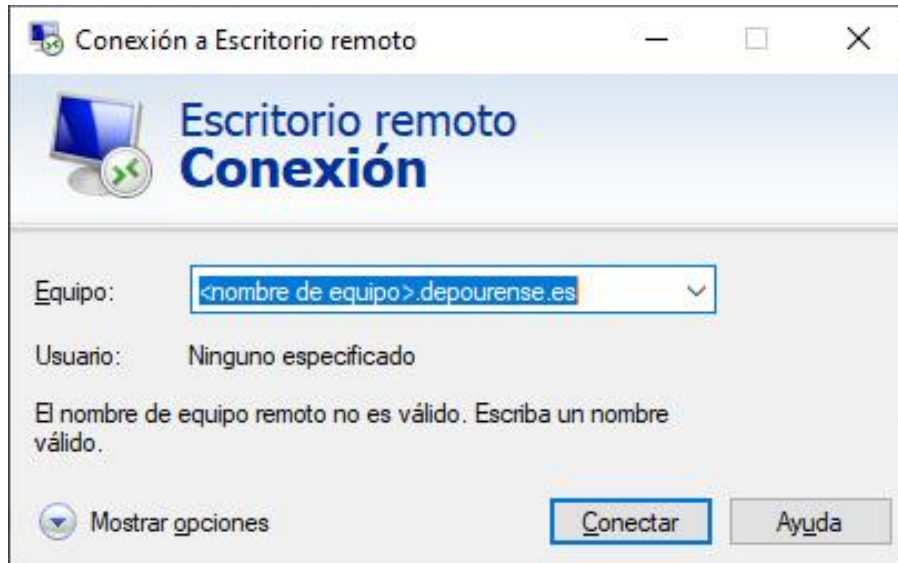 Conexión a Escritorio remoto
Escritorio remoto
Conexión
Equipo: <nombre de equipo>.depourense.es
Usuario: Ninguno especificado
El nombre de equipo remoto no es válido. Escriba un nombre
válido.
Mostrar opciones Conectar Ayuda